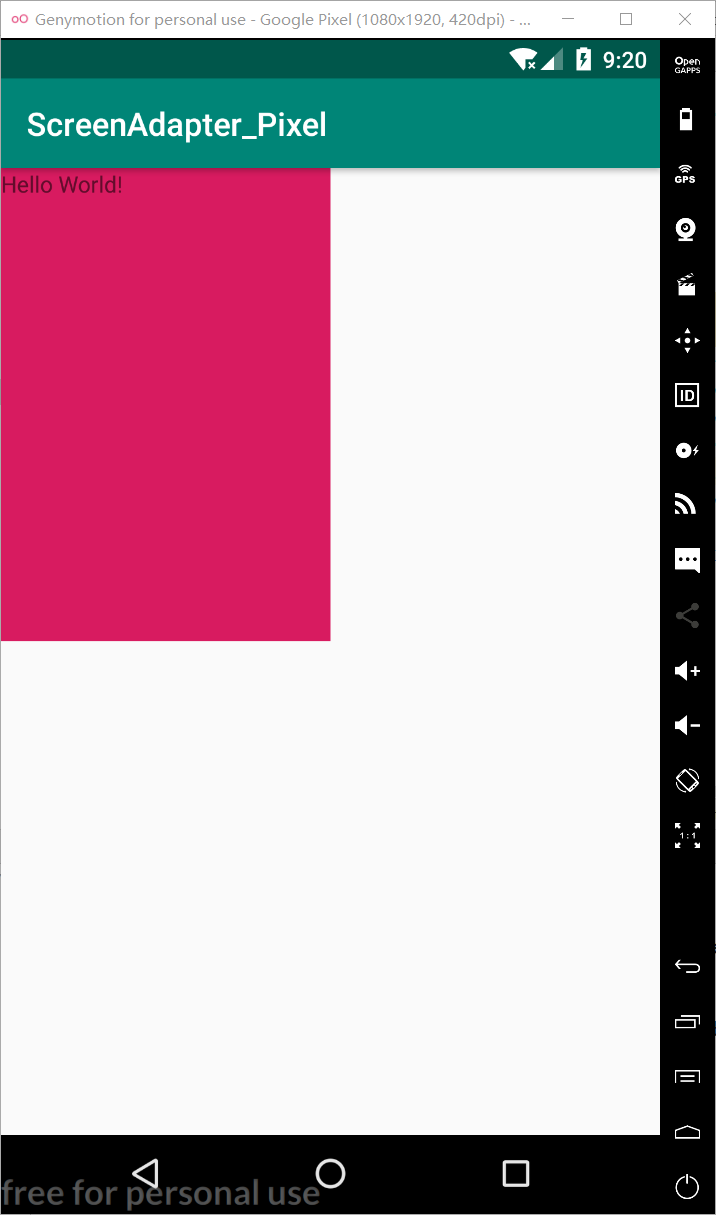 Genymotion for personal use - Google Pixel (1080x1920, 420dpi) - ...
9:20
Open
GAPPS
ScreenAdapter_Pixel
GPS
Hello World!
ID
1:1
free for personal use